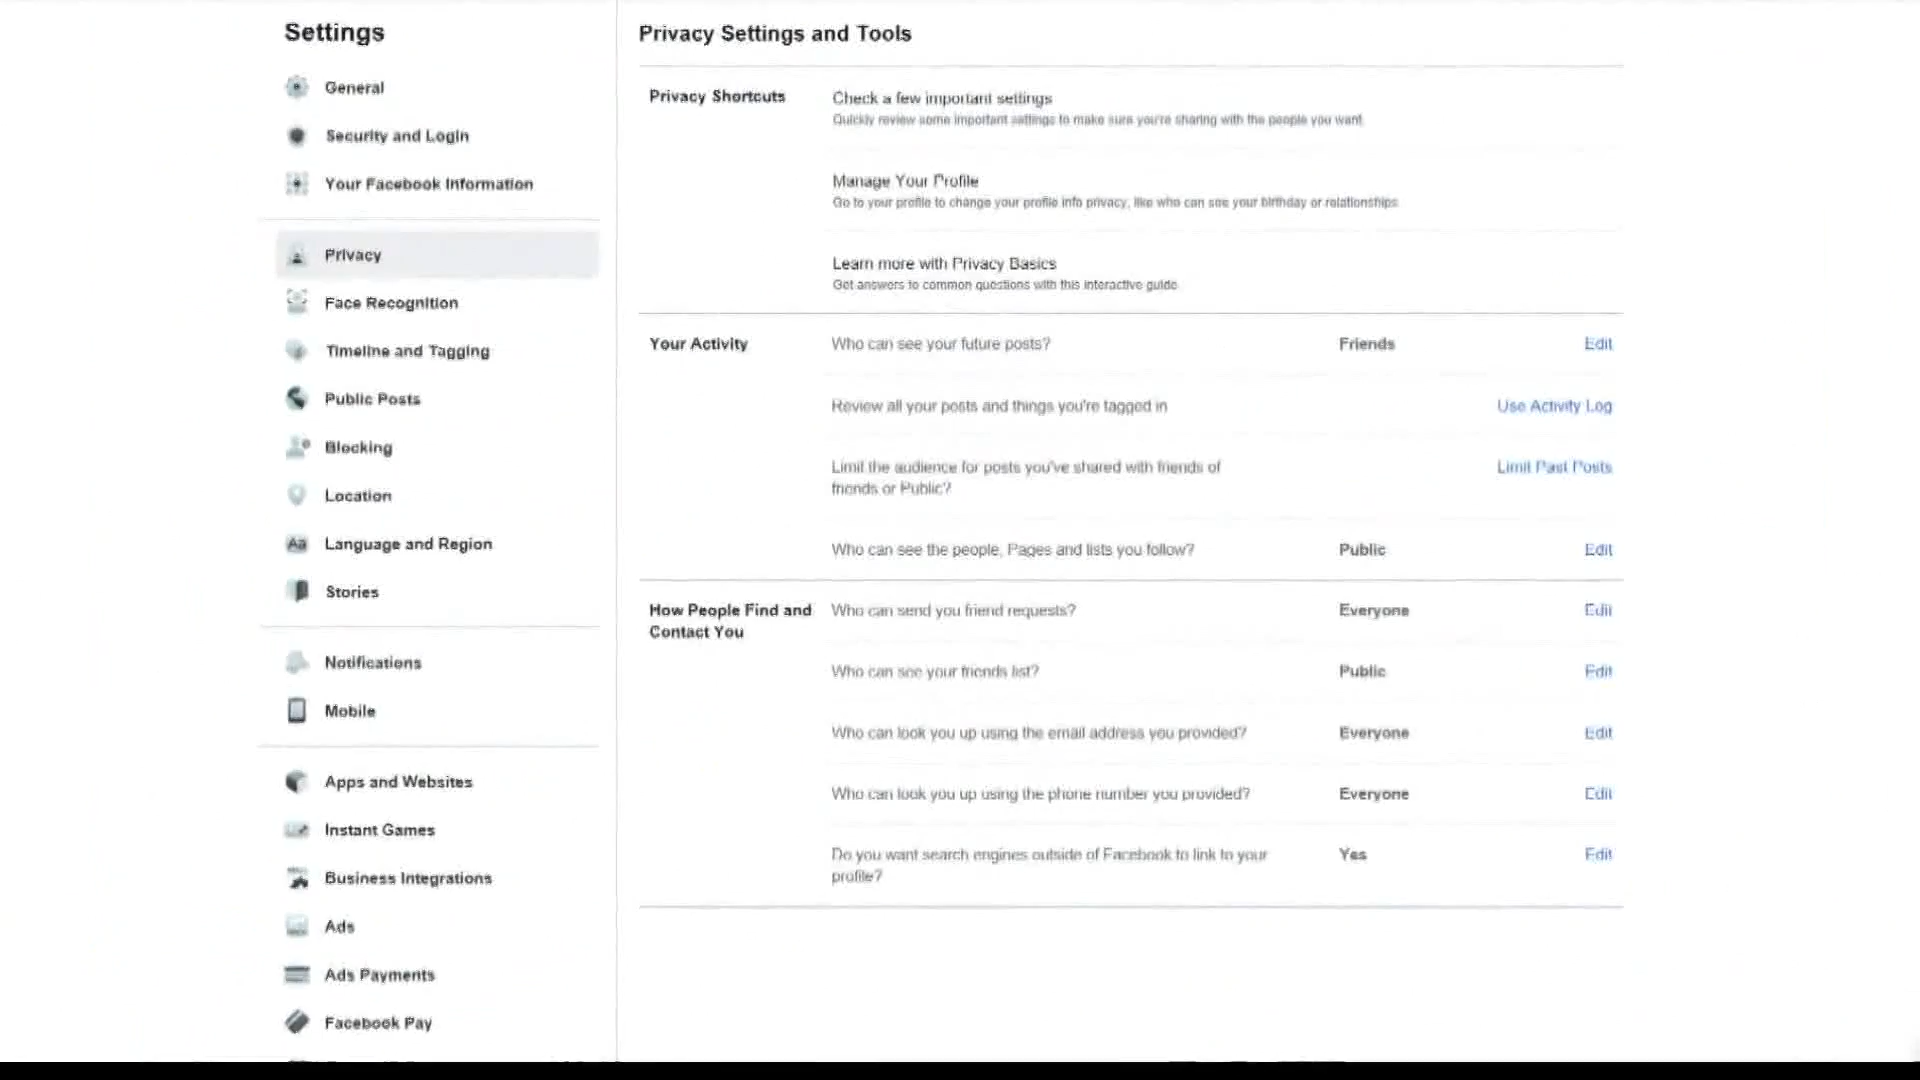 Settings
General
Security and Login
Your Facebook Information
Privacy
Face Recognition
Timeline and Tagging
Public Posts
Blocking
Location
Language and Region
Stories
Notifications
Mobile
Apps and Websites
Instant Games
Business Integrations
Ads
Ads Payments
Facebook Pay
Privacy Settings and Tools
Privacy Shortcuts
Check a few important settings
Quickly review some important settings to make sure you're sharing with the people you want.
Manage Your Profile
Go to your profile to change your profile info privacy, like who can see your birthday or relationships.
Learn more with Privacy Basics
Get answers to common questions with this interactive guide.
Your Activity
Who can see your future posts? Friends Edit
Review all your posts and things you're tagged in Use Activity Log
Limit the audience for posts you've shared with friends of Limit Past Posts
friends or Public?
Who can see the people, Pages and lists you follow? Public Edit
How People Find and Who can send you friend requests? Everyone Edit
Contact You
Who can see your friends list? Public Edit
Who can look you up using the email address you provided? Everyone Edit
Who can look you up using the phone number you provided? Everyone Edit
Do you want search engines outside of Facebook to link to your Yes Edit
profile?